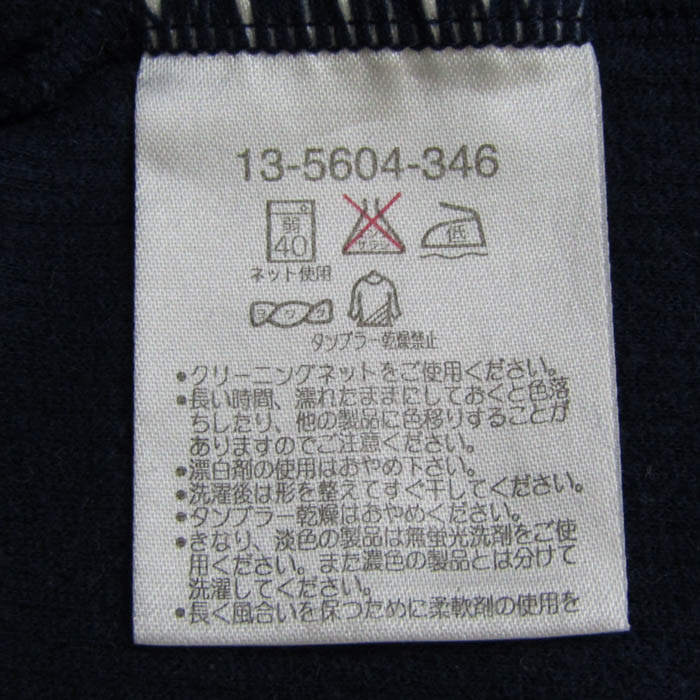 13-5604-346
弱
40
エンソ
サラシ
低
ネット使用
ヨワク
タンブラー乾燥禁止
•クリーニングネットをご使用ください。
•長い時間、濡れたままにしておくと色落
ちしたり、他の製品に色移りすることが
ありますのでご注意ください。
•漂白剤の使用はおやめ下さい。
•洗濯後は形を整えてすぐ干してください。
•タンブラー乾燥はおやめください。
•きなり、淡色の製品は無蛍光洗剤をご使
用ください。また濃色の製品とは分けて
洗濯してください。
•長く風合いを保つために柔軟剤の使用を